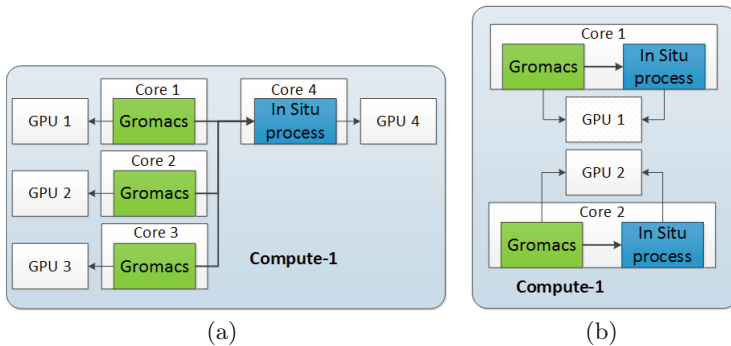 Core 1
Core 4
GPU 1
Gromacs
In Situ
process
GPU 4
Core 2
GPU 2
Gromacs
Core 3
GPU 3
Gromacs
Compute-1
(a)
Core 1
Gromacs
In Situ
process
GPU 1
GPU 2
Core 2
Gromacs
In Situ
process
Compute-1
(b)